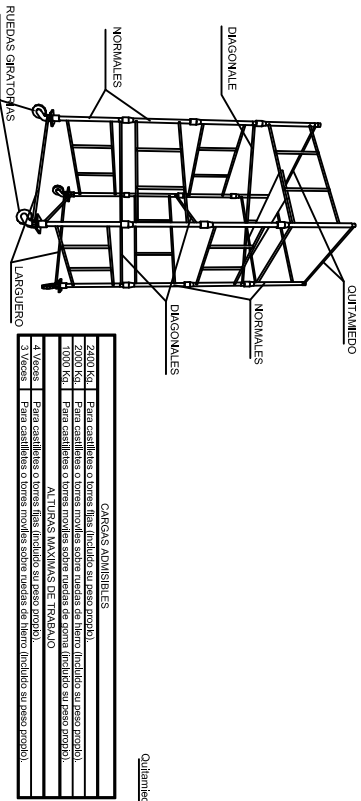 QUITAMIEDO
DIAGONALE
NORMALES
NORMALES
DIAGONALES
LARGUERO
RUEDAS GIRATORIAS
CARGAS ADMISIBLES
2400 Kg. Para castilletes o torres fijas (incluido su peso propio).
2000 Kg. Para castilletes o torres moviles sobre ruedas de hierro (incluido su peso propio).
1000 Kg. Para castilletes o torres moviles sobre ruedas de goma (incluido su peso propio).
ALTURAS MAXIMAS DE TRABAJO
4 Veces Para castilletes o torres fijas (incluido su peso propio).
3 Veces Para castilletes o torres moviles sobre ruedas de hierro (incluido su peso propio).
Quitamied